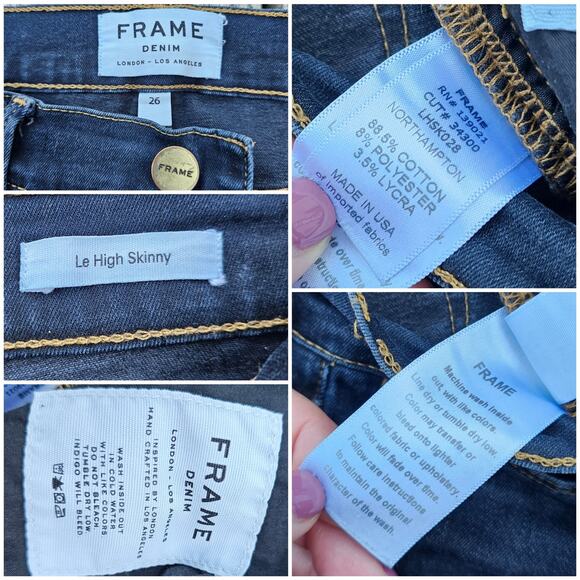 FRAME
DENIM
LONDON - LOS ANGELES
26
FRAME
Le High Skinny
FRAME
DENIM
LONDON - LOS ANGELES
INSPIRED BY LONDON
HAND CRAFTED IN LOS ANGELES
WASH INSIDE OUT
IN COLD WATER
WITH LIKE COLORS
DO NOT BLEACH.
TUMBLE DRY LOW
INDIGO WILL BLEED
FRAME
RN# 139021
CUT# 34300
LHSK028
NORTHAMPTON
88.5% COTTON
8% POLYESTER
3.5% LYCRA
MADE IN USA
of imported fabrics
FRAME
Machine wash inside
out, with like colors.
Line dry or tumble dry low.
Color may transfer or
bleed onto lighter
colored fabric or upholstery.
Color will fade over time.
Follow care instructions
to maintain the original
character of the wash.